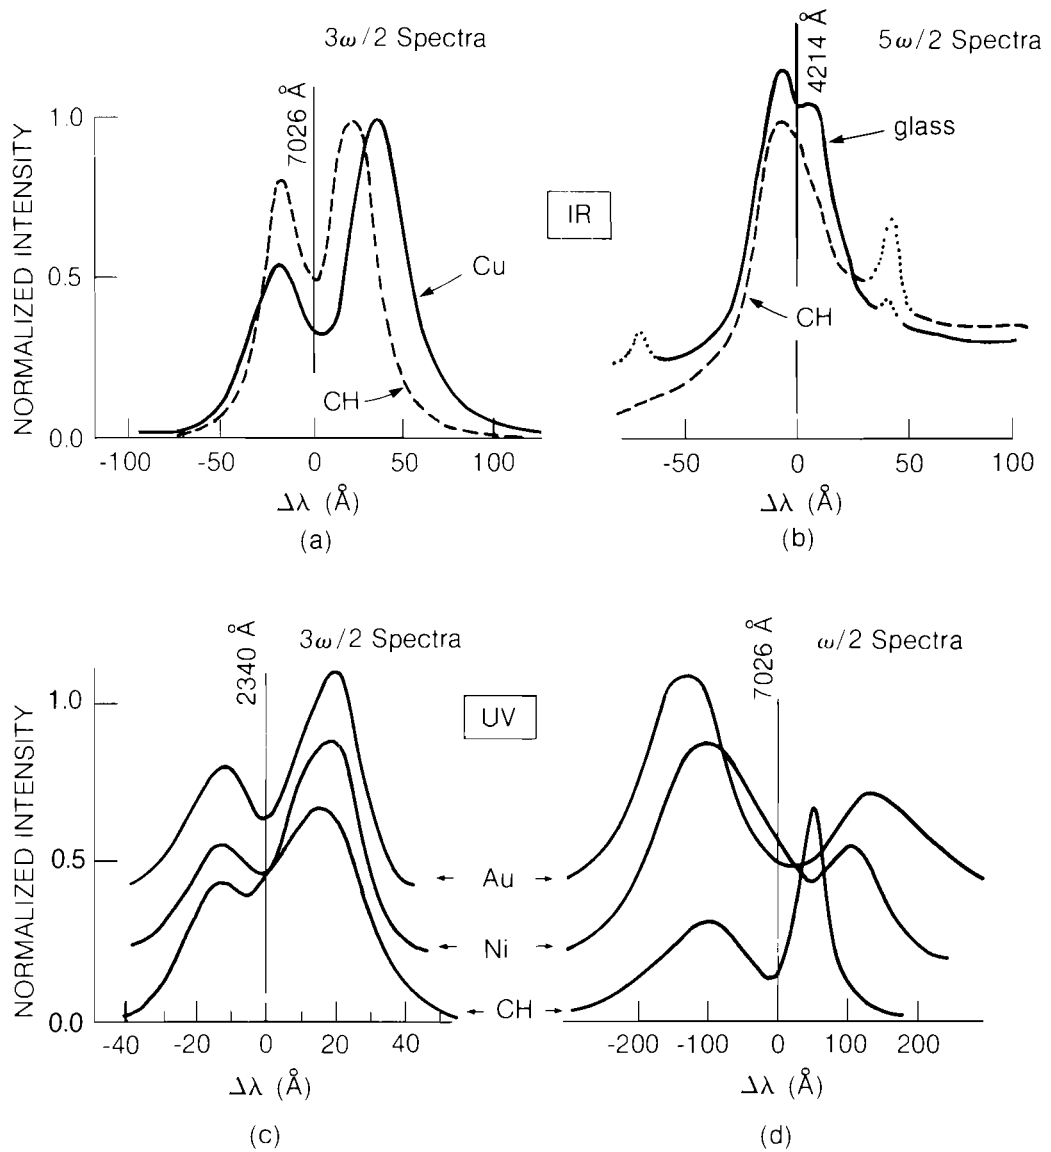 3ω/2 Spectra
7026 Å
1.0
0.5
0.0
NORMALIZED INTENSITY
Cu
CH
-100 -50 0 50 100
Δλ (Å)
(a)
IR
5ω/2 Spectra
4214 Å
glass
CH
-50 0 50 100
Δλ (Å)
(b)
3ω/2 Spectra
2340 Å
1.0
0.5
0.0
NORMALIZED INTENSITY
-40 -20 0 20 40
Δλ (Å)
(c)
UV
Au
Ni
CH
ω/2 Spectra
7026 Å
-200 -100 0 100 200
Δλ (Å)
(d)